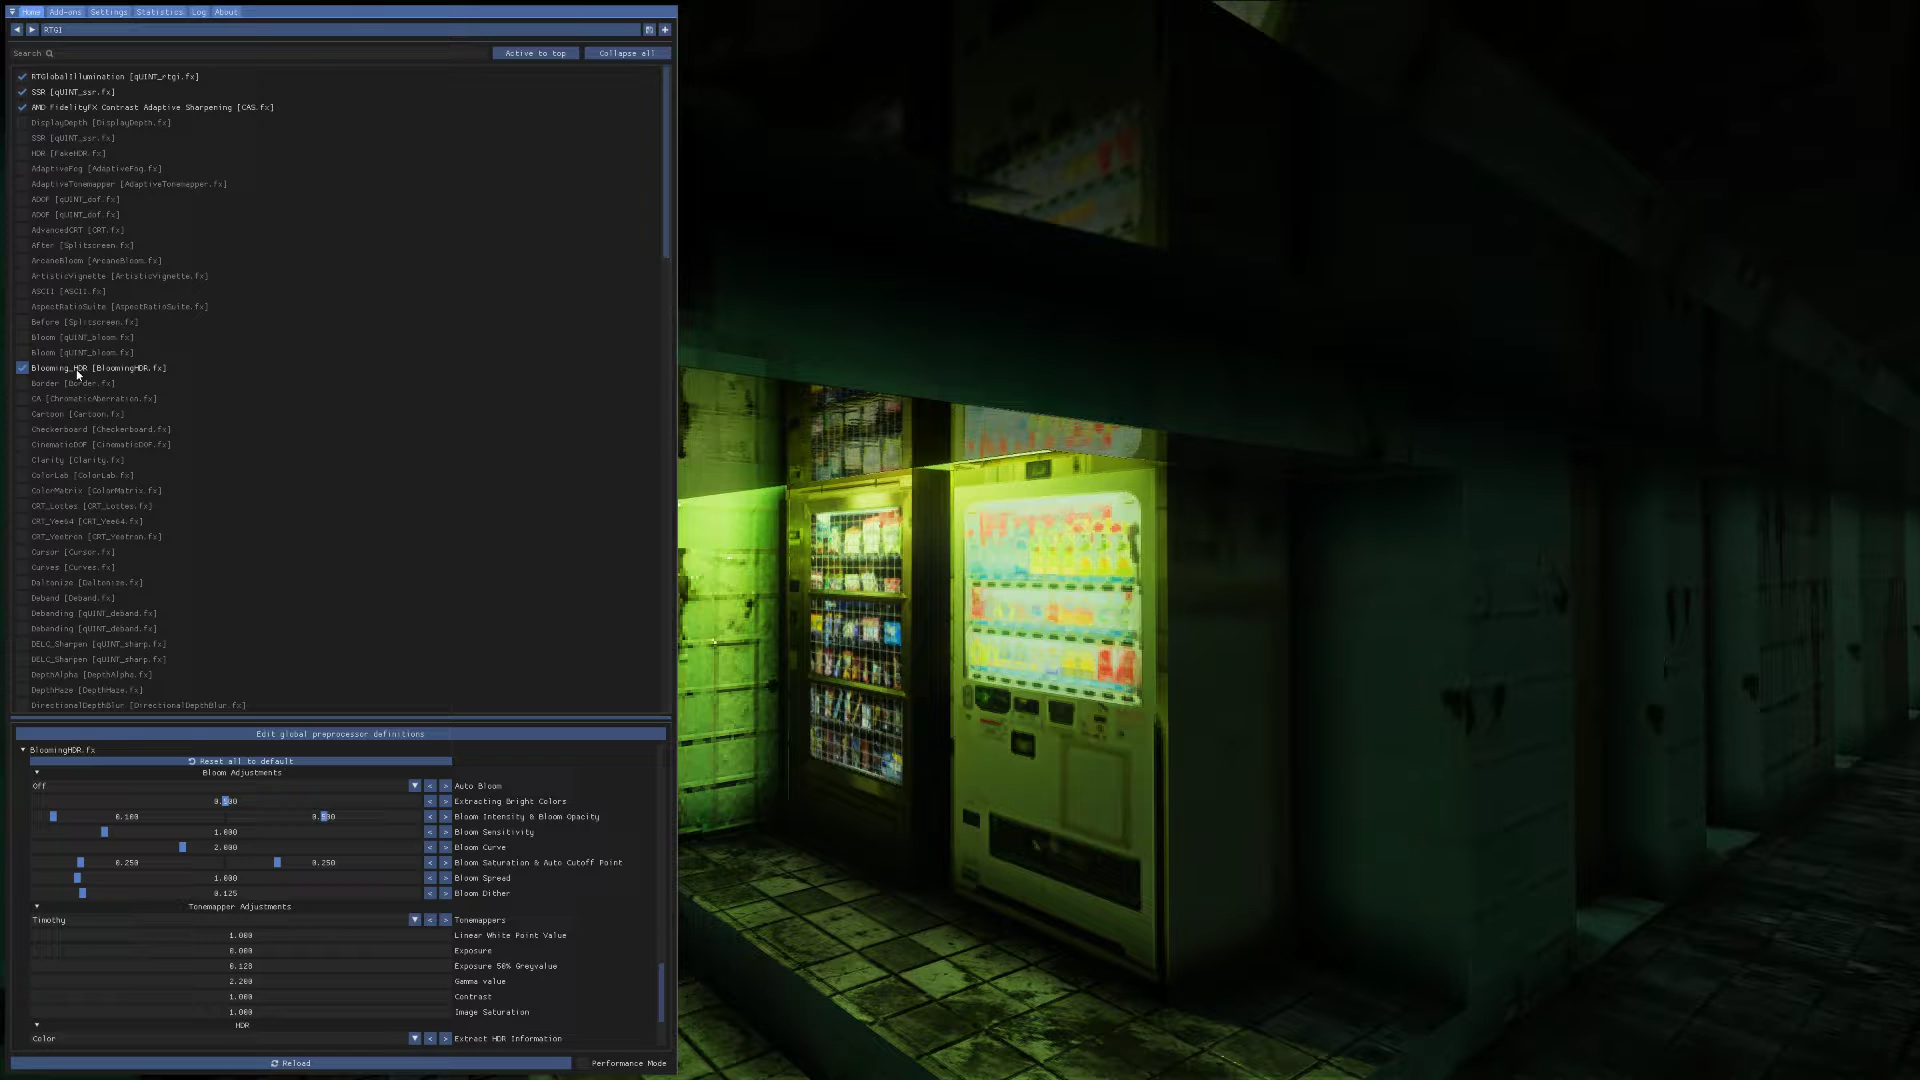 Home Add-ons Settings Statistics Log About
RTGI
Search Active to top Collapse all
RTGlobalIllumination [qUINT_rtgi.fx]
SSR [qUINT_ssr.fx]
AMD FidelityFX Contrast Adaptive Sharpening [CAS.fx]
DisplayDepth [DisplayDepth.fx]
SSR [qUINT_ssr.fx]
HDR [FakeHDR.fx]
AdaptiveFog [AdaptiveFog.fx]
AdaptiveTonemapper [AdaptiveTonemapper.fx]
ADOF [qUINT_dof.fx]
ADOF [qUINT_dof.fx]
AdvancedCRT [CRT.fx]
After [Splitscreen.fx]
ArcaneBloom [ArcaneBloom.fx]
ArtisticVignette [ArtisticVignette.fx]
ASCII [ASCII.fx]
AspectRatioSuite [AspectRatioSuite.fx]
Before [Splitscreen.fx]
Bloom [qUINT_bloom.fx]
Bloom [qUINT_bloom.fx]
Blooming_HDR [BloomingHDR.fx]
Border [Border.fx]
CA [ChromaticAberration.fx]
Cartoon [Cartoon.fx]
Checkerboard [Checkerboard.fx]
CinematicDOF [CinematicDOF.fx]
Clarity [Clarity.fx]
ColorLab [ColorLab.fx]
ColorMatrix [ColorMatrix.fx]
CRT_Lottes [CRT_Lottes.fx]
CRT_Yee64 [CRT_Yee64.fx]
CRT_Yeetron [CRT_Yeetron.fx]
Cursor [Cursor.fx]
Curves [Curves.fx]
Daltonize [Daltonize.fx]
Deband [Deband.fx]
Debanding [qUINT_deband.fx]
Debanding [qUINT_deband.fx]
DELC_Sharpen [qUINT_sharp.fx]
DELC_Sharpen [qUINT_sharp.fx]
DepthAlpha [DepthAlpha.fx]
DepthHaze [DepthHaze.fx]
DirectionalDepthBlur [DirectionalDepthBlur.fx]
Edit global preprocessor definitions
BloomingHDR.fx
Reset all to default
Bloom Adjustments
Off < > Auto Bloom
0.500 < > Extracting Bright Colors
0.100 0.500 < > Bloom Intensity & Bloom Opacity
1.000 < > Bloom Sensitivity
2.000 < > Bloom Curve
0.250 0.250 < > Bloom Saturation & Auto Cutoff Point
1.000 < > Bloom Spread
0.125 < > Bloom Dither
Tonemapper Adjustments
Timothy < > Tonemappers
1.000 Linear White Point Value
0.000 Exposure
0.128 Exposure 50% Greyvalue
2.200 Gamma value
1.000 Contrast
1.000 Image Saturation
HDR
Color < > Extract HDR Information
Reload Performance Mode